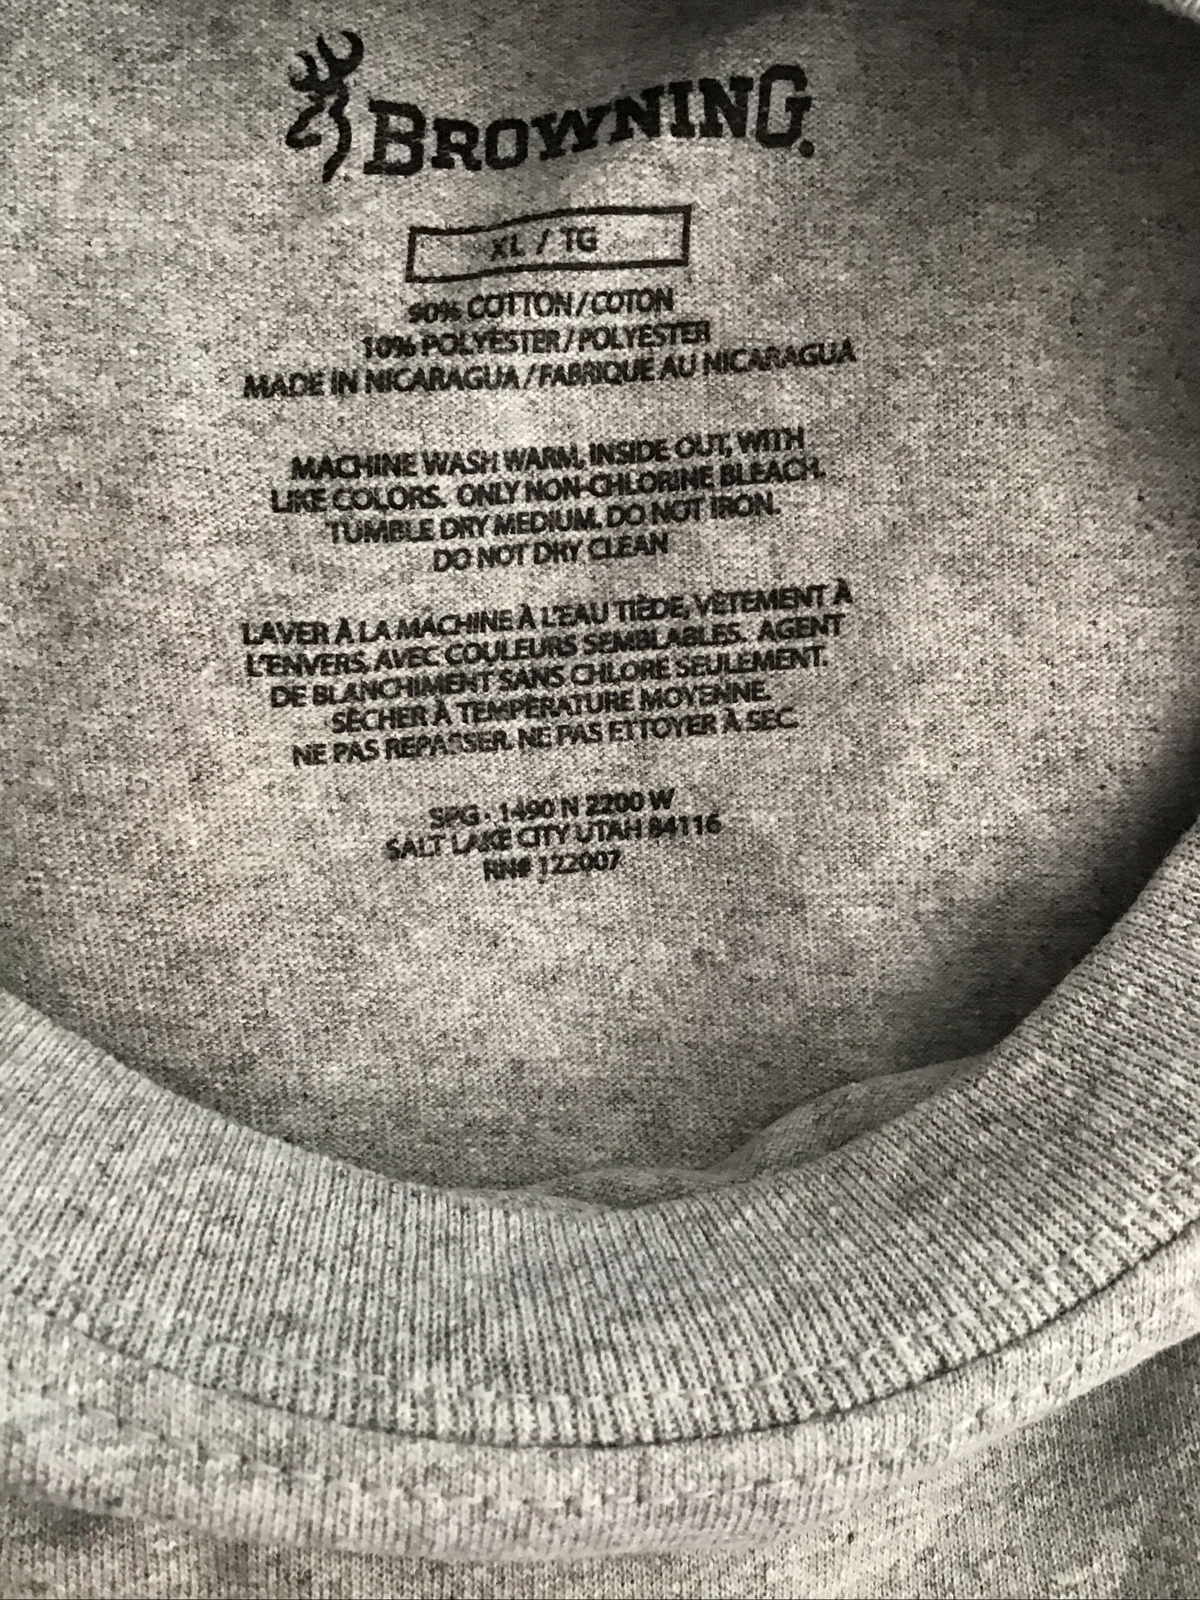 BROWNING.
XL / TG
90% COTTON/COTON
10% POLYESTER/POLYESTER
MADE IN NICARAGUA/FABRIQUÉ AU NICARAGUA
MACHINE WASH WARM, INSIDE OUT, WITH
LIKE COLORS. ONLY NON-CHLORINE BLEACH.
TUMBLE DRY MEDIUM. DO NOT IRON.
DO NOT DRY CLEAN
LAVER À LA MACHINE À L'EAU TIÈDE, VÊTEMENT À
L'ENVERS, AVEC COULEURS SEMBLABLES. AGENT
DE BLANCHIMENT SANS CHLORE SEULEMENT.
SÉCHER À TEMPÉRATURE MOYENNE.
NE PAS REPASSER. NE PAS ETTOYER À SEC
SPG · 1490 N 2200 W
SALT LAKE CITY UTAH 84116
RN# 122007